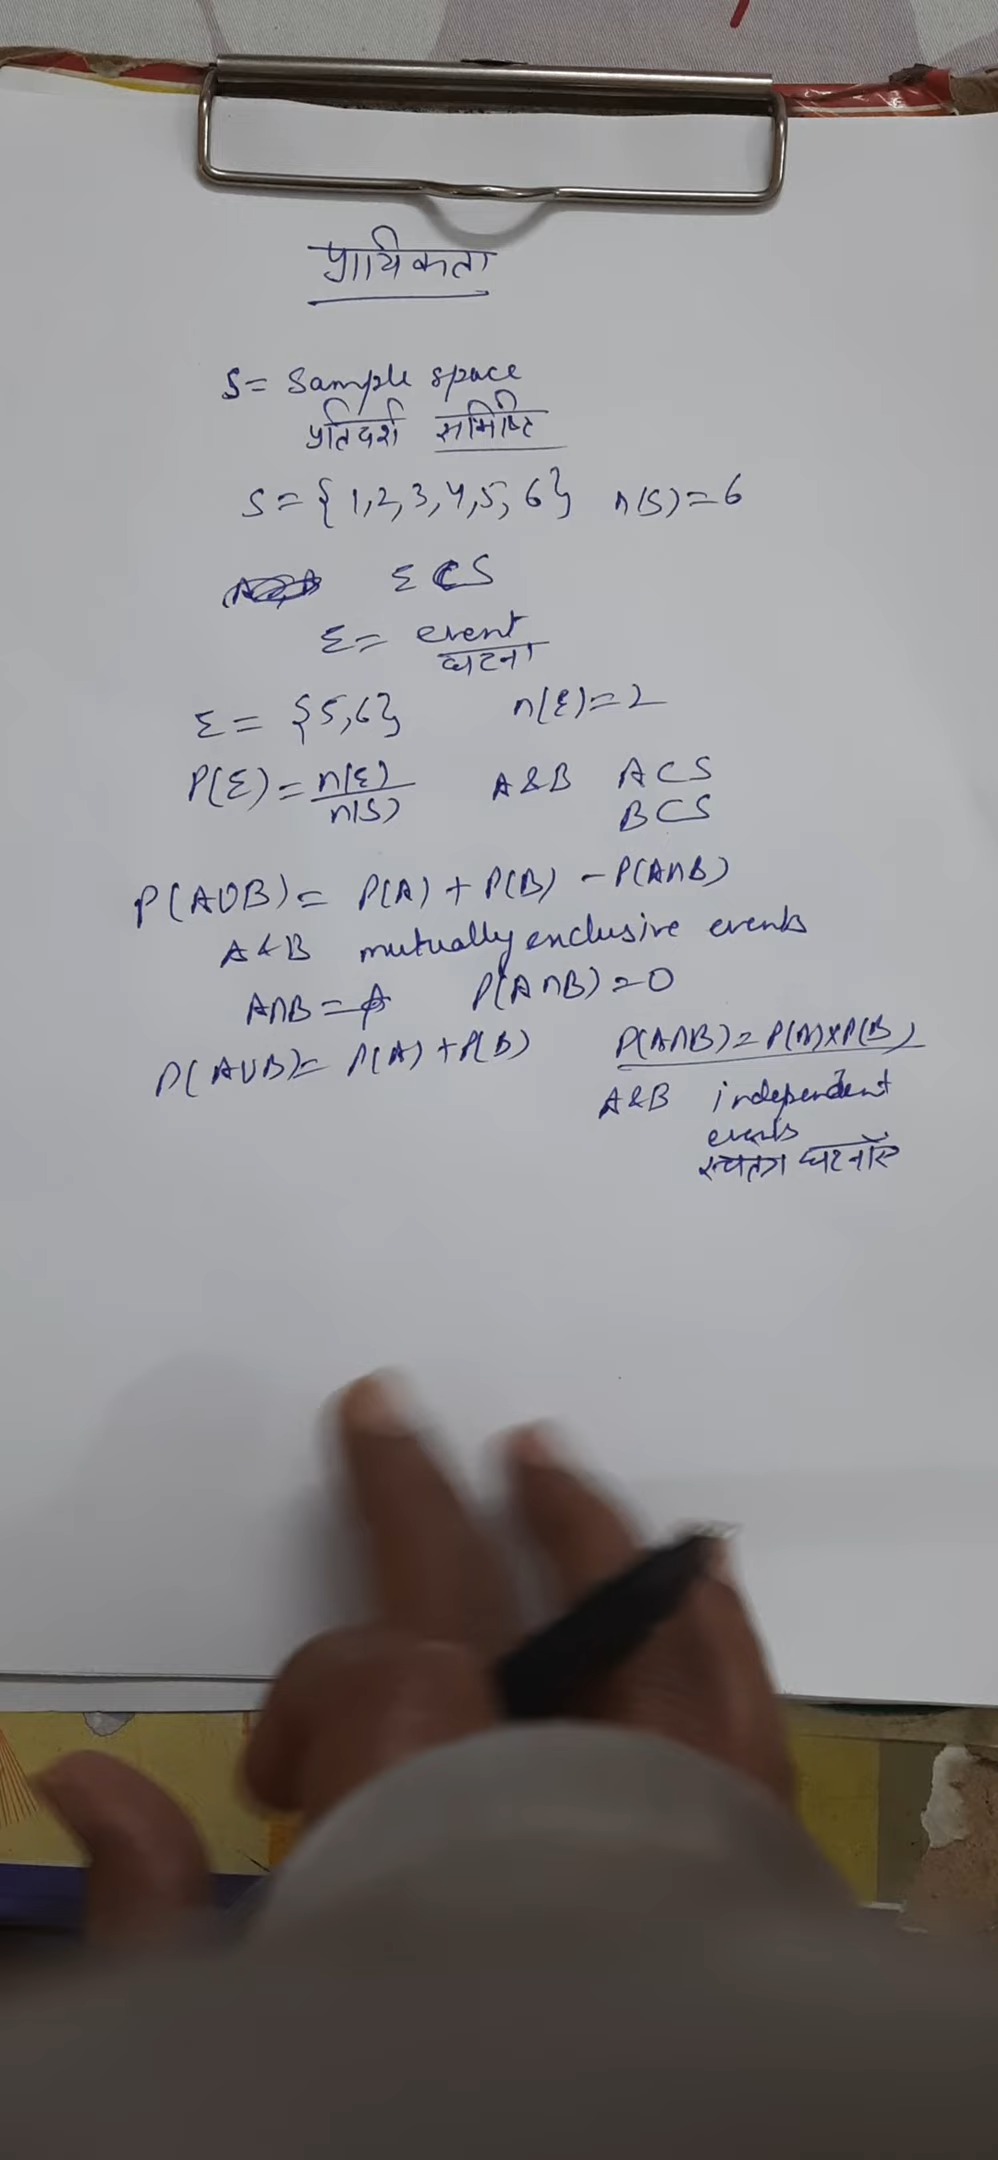 प्रायिकता
S = Sample space
प्रतिदर्श समिष्टि
S = {1,2,3,4,5,6} n(S) = 6
E ⊂ S
E = event
घटना
E = {5,6} n(E) = 2
P(E) = n(E)/n(S) A & B A ⊂ S
B ⊂ S
P(A∪B) = P(A) + P(B) - P(A∩B)
A & B mutually exclusive events
A∩B = ϕ P(A∩B) = 0
P(A∪B) = P(A) + P(B) P(A∩B) = P(A)×P(B)
A & B independent
events
स्वतन्त्र घटनाएँ